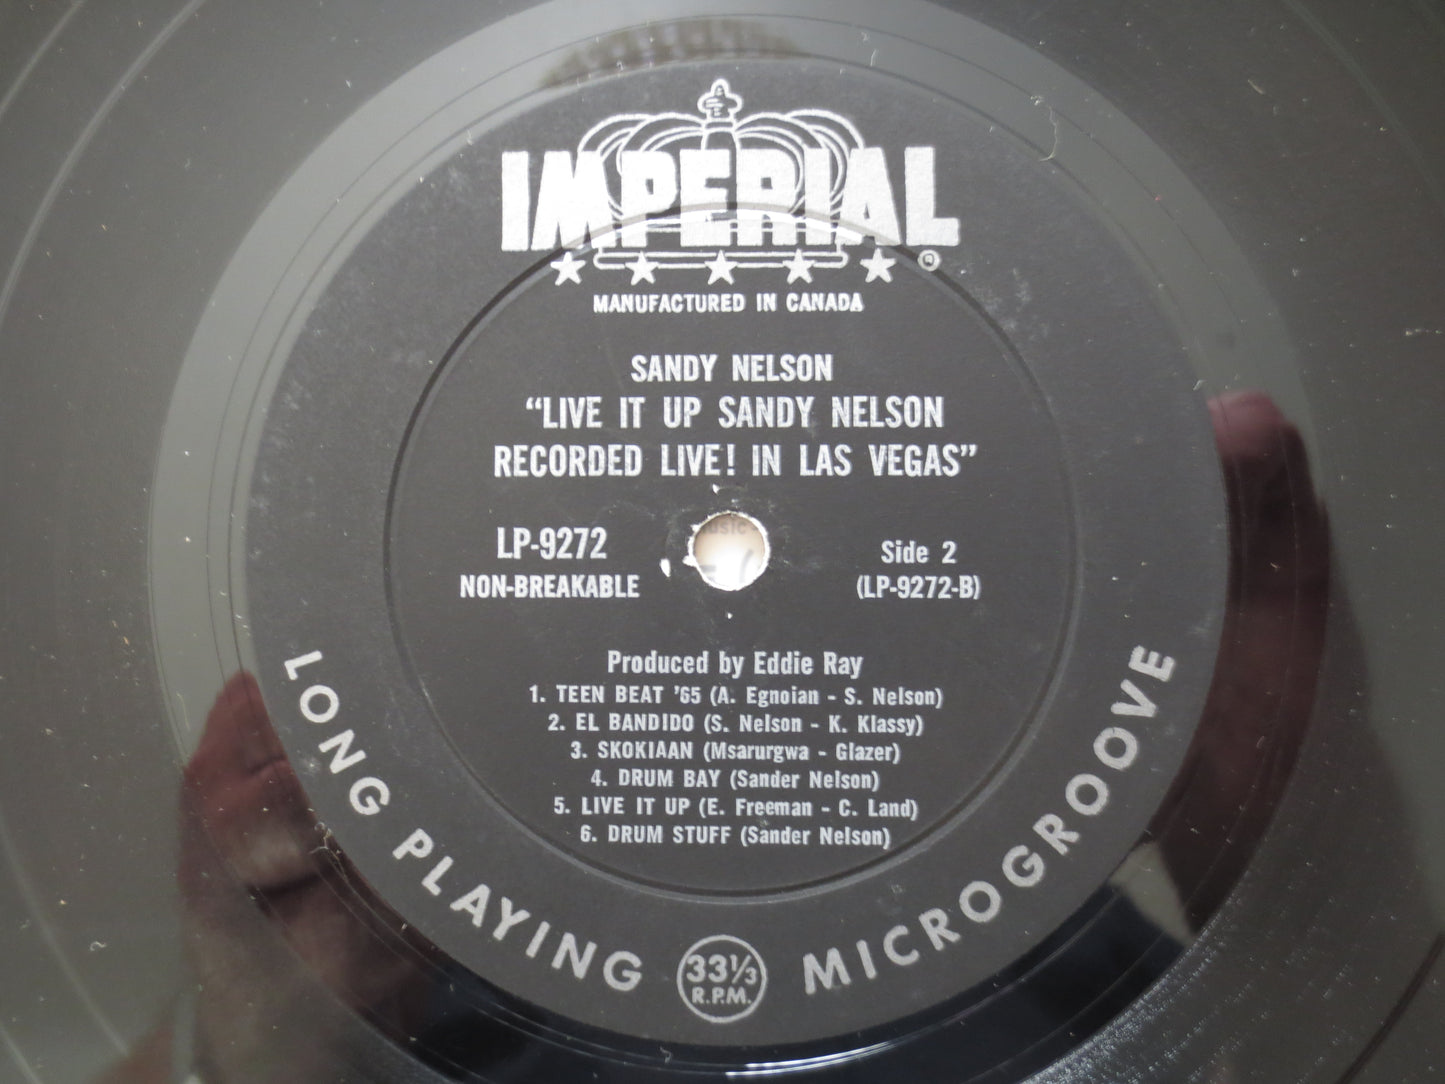 IMPERIAL
®
MANUFACTURED IN CANADA
SANDY NELSON
“LIVE IT UP SANDY NELSON
RECORDED LIVE! IN LAS VEGAS”
LP-9272
NON-BREAKABLE
Side 2
(LP-9272-B)
Produced by Eddie Ray
1. TEEN BEAT ’65 (A. Egnoian - S. Nelson)
2. EL BANDIDO (S. Nelson - K. Klassy)
3. SKOKIAAN (Msarurgwa - Glazer)
4. DRUM BAY (Sander Nelson)
5. LIVE IT UP (E. Freeman - C. Land)
6. DRUM STUFF (Sander Nelson)
LONG PLAYING
33⅓
R.P.M.
MICROGROOVE